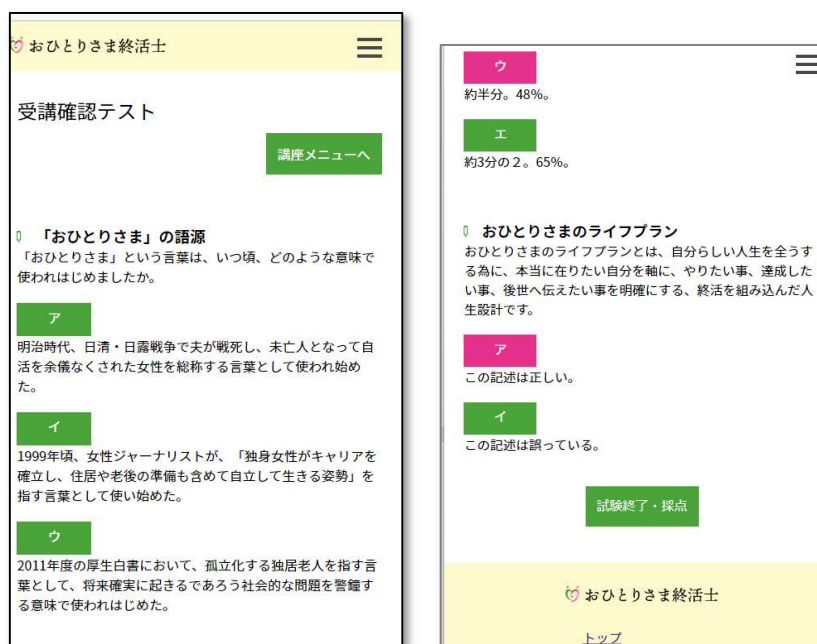 おひとりさま終活士
受講確認テスト
講座メニューへ
「おひとりさま」の語源
「おひとりさま」という言葉は、いつ頃、どのような意味で
使われはじめましたか。
ア
明治時代、日清・日露戦争で夫が戦死し、未亡人となって自
活を余儀なくされた女性を総称する言葉として使われ始め
た。
イ
1999年頃、女性ジャーナリストが、「独身女性がキャリアを
確立し、住居や老後の準備も含めて自立して生きる姿勢」を
指す言葉として使い始めた。
ウ
2011年度の厚生白書において、孤立化する独居老人を指す言
葉として、将来確実に起きるであろう社会的な問題を警鐘す
る意味で使われはじめた。
ウ
約半分。48%。
エ
約3分の２。65%。
おひとりさまのライフプラン
おひとりさまのライフプランとは、自分らしい人生を全うす
る為に、本当に在りたい自分を軸に、やりたい事、達成した
い事、後世へ伝えたい事を明確にする、終活を組み込んだ人
生設計です。
ア
この記述は正しい。
イ
この記述は誤っている。
試験終了・採点
おひとりさま終活士
トップ